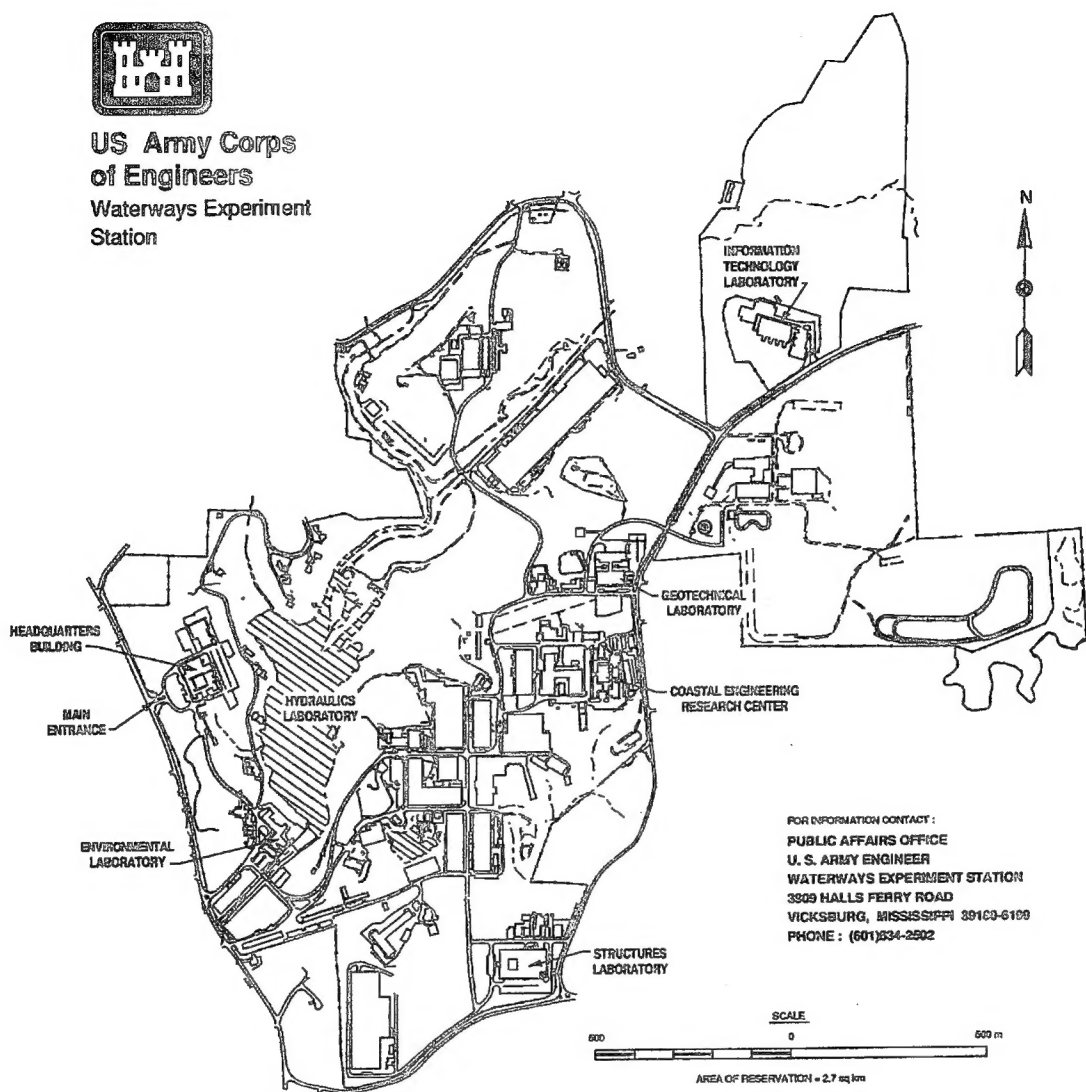 US Army Corps
of Engineers
Waterways Experiment
Station
N
INFORMATION
TECHNOLOGY
LABORATORY
GEOTECHNICAL
LABORATORY
HEADQUARTERS
BUILDING
MAIN
ENTRANCE
HYDRAULICS
LABORATORY
COASTAL ENGINEERING
RESEARCH CENTER
ENVIRONMENTAL
LABORATORY
STRUCTURES
LABORATORY
FOR INFORMATION CONTACT :
PUBLIC AFFAIRS OFFICE
U. S. ARMY ENGINEER
WATERWAYS EXPERIMENT STATION
3909 HALLS FERRY ROAD
VICKSBURG, MISSISSIPPI 39180-6199
PHONE : (601)634-2502
SCALE
500 0 500 m
AREA OF RESERVATION = 2.7 sq km